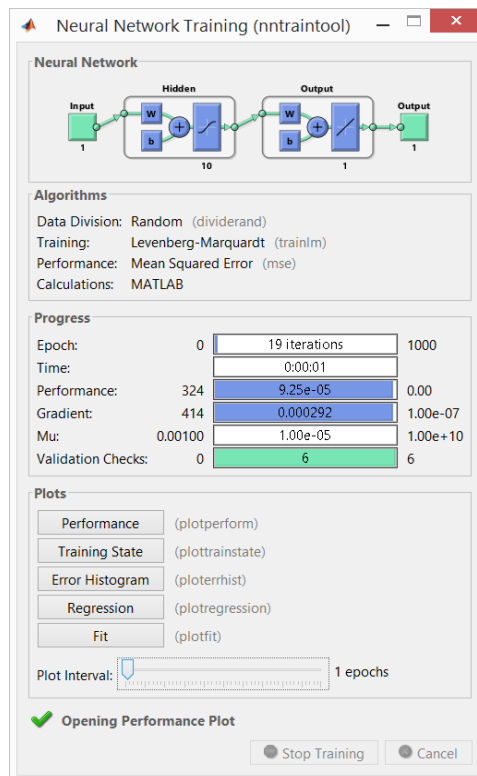 Neural Network Training (nntraintool)
Neural Network
Hidden Output
Input W b + W b + Output
1 10 1 1
Algorithms
Data Division: Random (dividerand)
Training: Levenberg-Marquardt (trainlm)
Performance: Mean Squared Error (mse)
Calculations: MATLAB
Progress
Epoch: 0 19 iterations 1000
Time: 0:00:01
Performance: 324 9.25e-05 0.00
Gradient: 414 0.000292 1.00e-07
Mu: 0.00100 1.00e-05 1.00e+10
Validation Checks: 0 6 6
Plots
Performance (plotperform)
Training State (plottrainstate)
Error Histogram (ploterrhist)
Regression (plotregression)
Fit (plotfit)
Plot Interval: 1 epochs
Opening Performance Plot
Stop Training Cancel